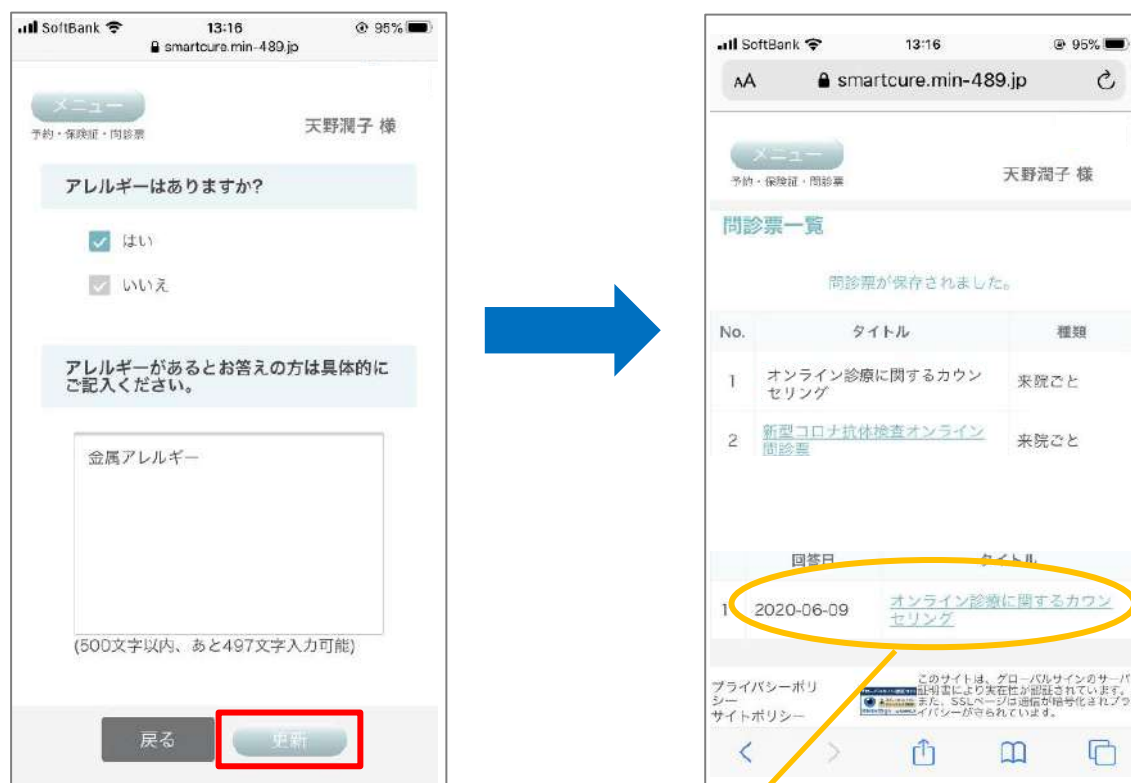 SoftBank 13:16 95%
smartcure.min-489.jp
メニュー
予約・保険証・問診票
天野潤子 様
アレルギーはありますか?
はい
いいえ
アレルギーがあるとお答えの方は具体的に
ご記入ください。
金属アレルギー
(500文字以内、あと497文字入力可能)
戻る
更新
SoftBank 13:16 95%
AA smartcure.min-489.jp
メニュー
予約・保険証・問診票
天野潤子 様
問診票一覧
問診票が保存されました。
No. タイトル 種類
1 オンライン診療に関するカウン
セリング 来院ごと
2 新型コロナ抗体検査オンライン
問診票 来院ごと
回答日 タイトル
1 2020-06-09 オンライン診療に関するカウン
セリング
プライバシーポリ
シー
サイトポリシー
このサイトは、グローバルサインのサーバ
証明書により実在性が認証されています。
また、SSLページは通信が暗号化されプラ
イバシーが守られています。